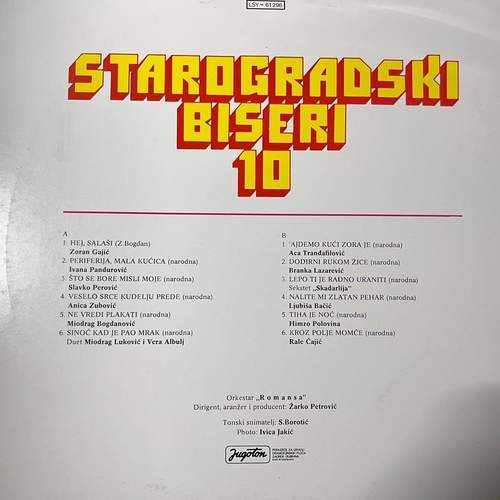 LSY - 61296
STAROGRADSKI
BISERI
10
A
1. HEJ, SALAŠI (Z.Bogdan)
Zoran Gajić
2. PERIFERIJA, MALA KUĆICA (narodna)
Ivana Pandurović
3. ŠTO SE BORE MISLI MOJE (narodna)
Slavko Perović
4. VESELO SRCE KUDELJU PREDE (narodna)
Anica Zubović
5. NE VREDI PLAKATI (narodna)
Miodrag Bogdanović
6. SINOĆ KAD JE PAO MRAK (narodna)
Duet Miodrag Luković i Vera Albulj
B
1. 'AJDEMO KUĆI ZORA JE (narodna)
Aca Trandafilović
2. DODIRNI RUKOM ŽICE (narodna)
Branka Lazarević
3. LEPO TI JE RADNO URANITI (narodna)
Sekstet „Skadarlija"
4. NALITE MI ZLATAN PEHAR (narodna)
Ljubiša Bačić
5. TIHA JE NOĆ (narodna)
Himzo Polovina
6. KROZ POLJE MOMČE (narodna)
Rale Čajić
Orkestar „Romansa"
Dirigent, aranžer i producent: Žarko Petrović
Tonski snimatelj: S.Borotić
Photo: Ivica Jakić
Jugoton